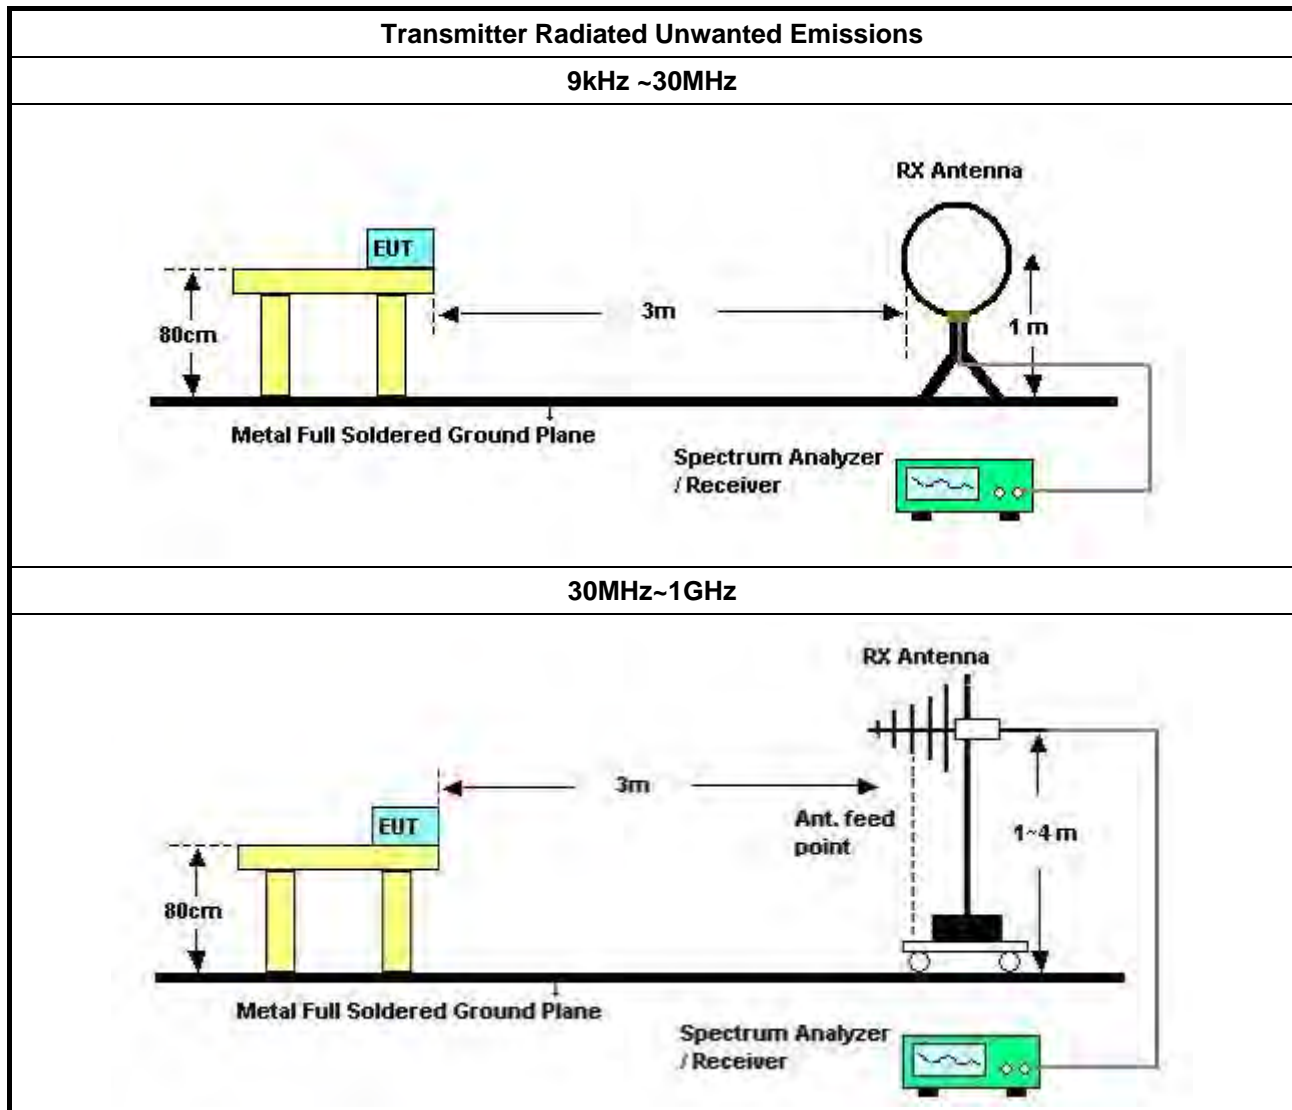 Transmitter Radiated Unwanted Emissions
9kHz ~30MHz
RX Antenna
EUT
3m
80cm
1 m
Metal Full Soldered Ground Plane
Spectrum Analyzer
/ Receiver
30MHz~1GHz
RX Antenna
3m
EUT
Ant. feed
point
1~4 m
80cm
Metal Full Soldered Ground Plane
Spectrum Analyzer
/ Receiver